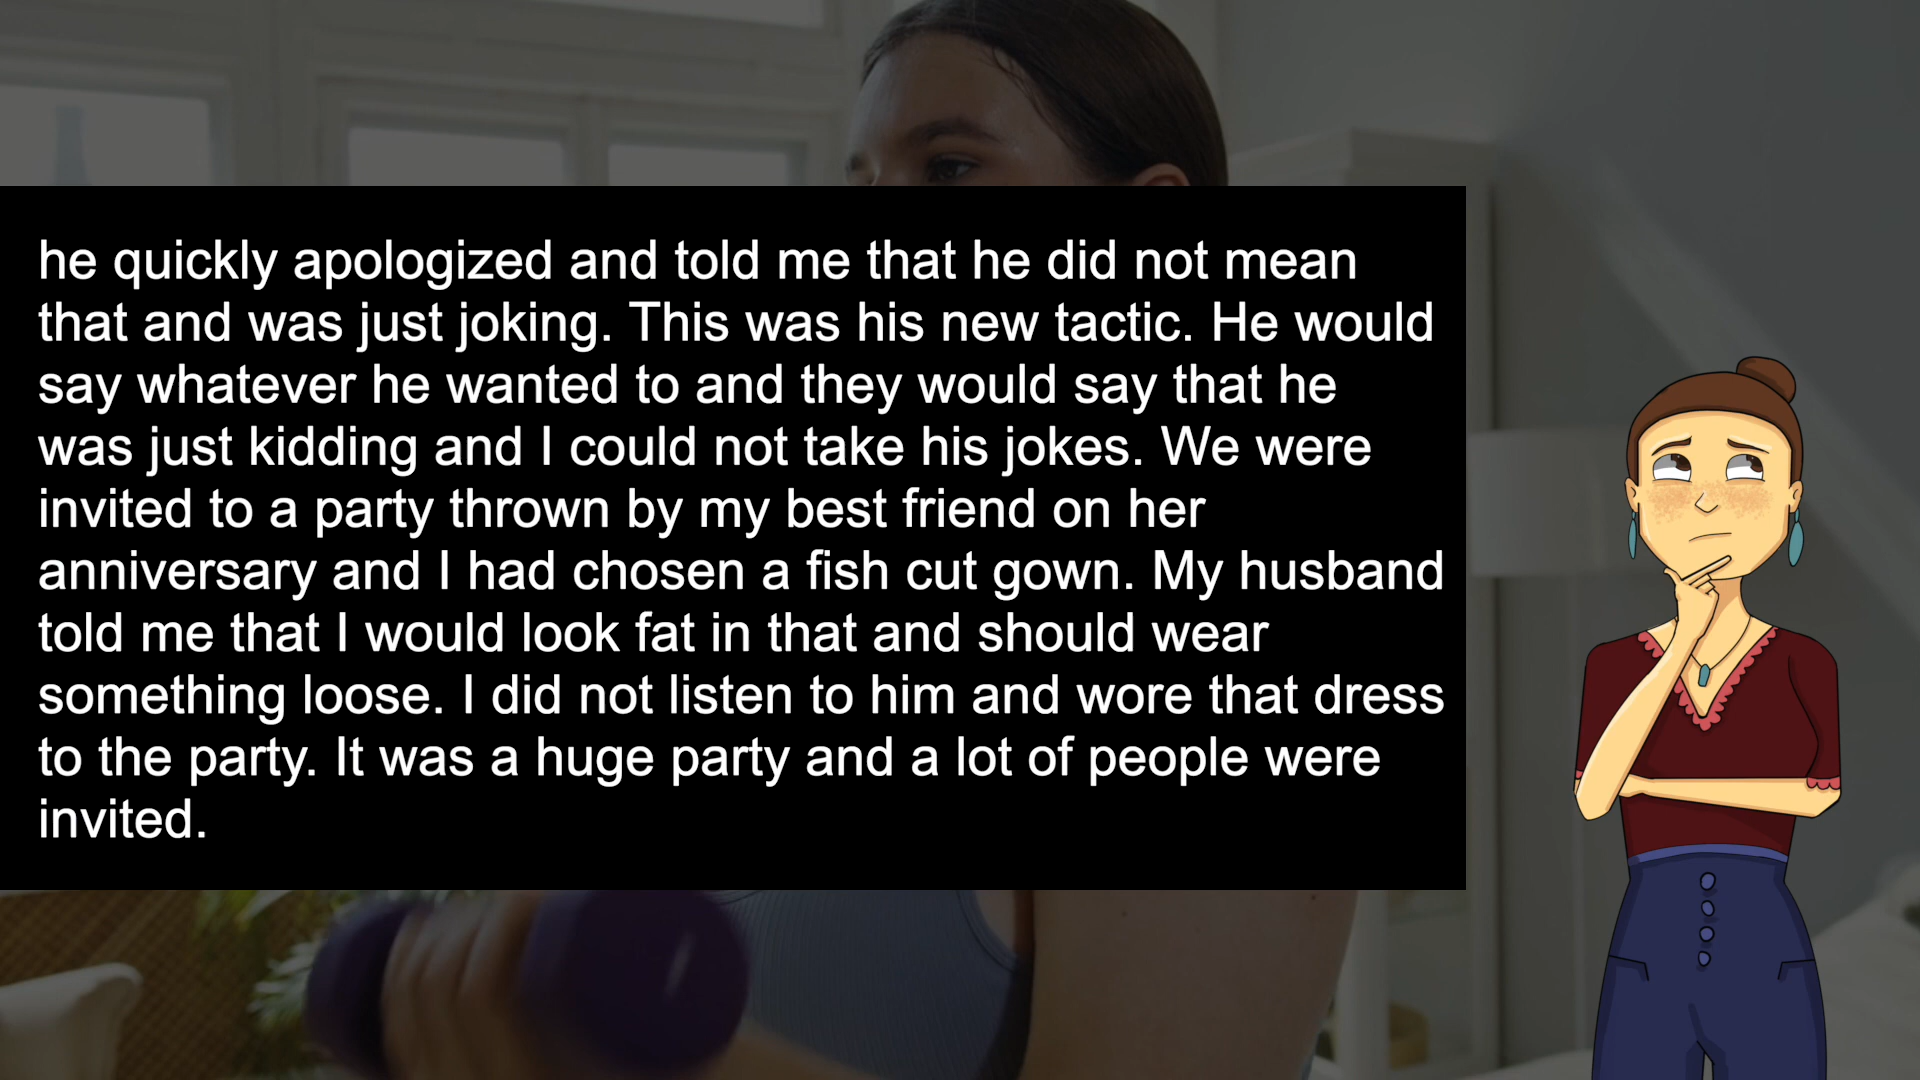 he quickly apologized and told me that he did not mean
that and was just joking. This was his new tactic. He would
say whatever he wanted to and they would say that he
was just kidding and I could not take his jokes. We were
invited to a party thrown by my best friend on her
anniversary and I had chosen a fish cut gown. My husband
told me that I would look fat in that and should wear
something loose. I did not listen to him and wore that dress
to the party. It was a huge party and a lot of people were
invited.